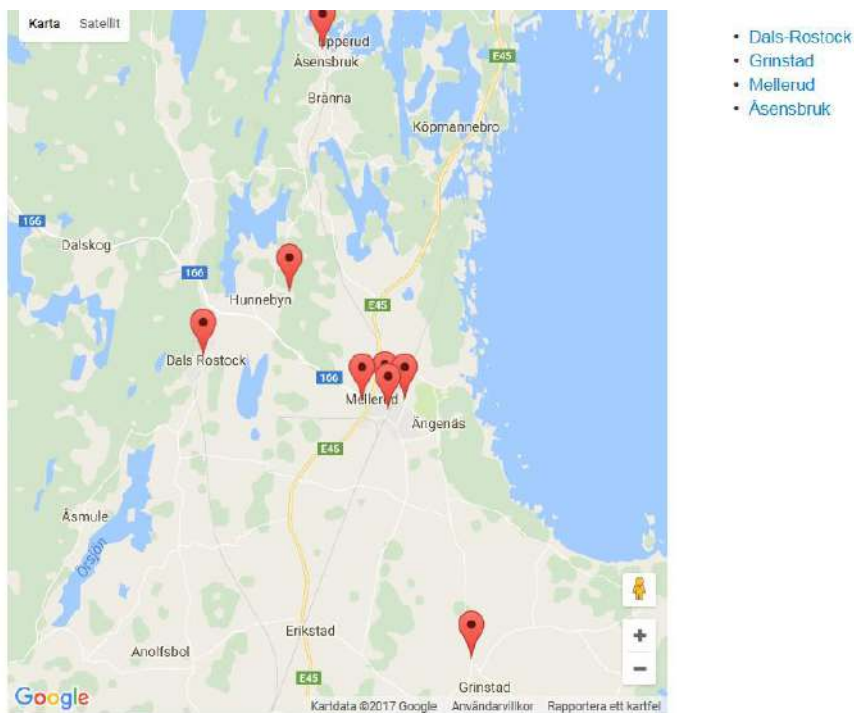 Karta Satellit
Upperud
Åsensbruk
E45
Bränna
Köpmannebro
166
Dalskog
166
Hunnebyn
E45
Dals Rostock
166
Mellerud
Ängenäs
E45
Åsmule
Örsjön
Erikstad
Anolfsbol
E45
Grinstad
Google
Kartdata ©2017 Google Användarvillkor Rapportera ett kartfel
• Dals-Rostock
• Grinstad
• Mellerud
• Åsensbruk